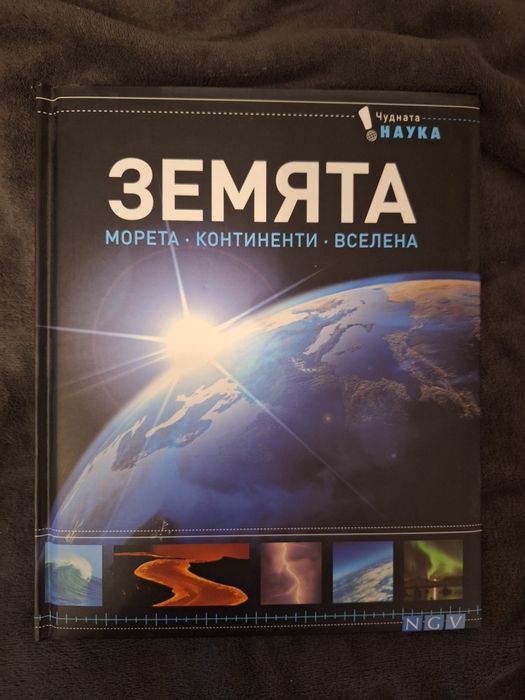 Чудната
НАУКА
ЗЕМЯТА
МОРЕТА · КОНТИНЕНТИ · ВСЕЛЕНА
NGV